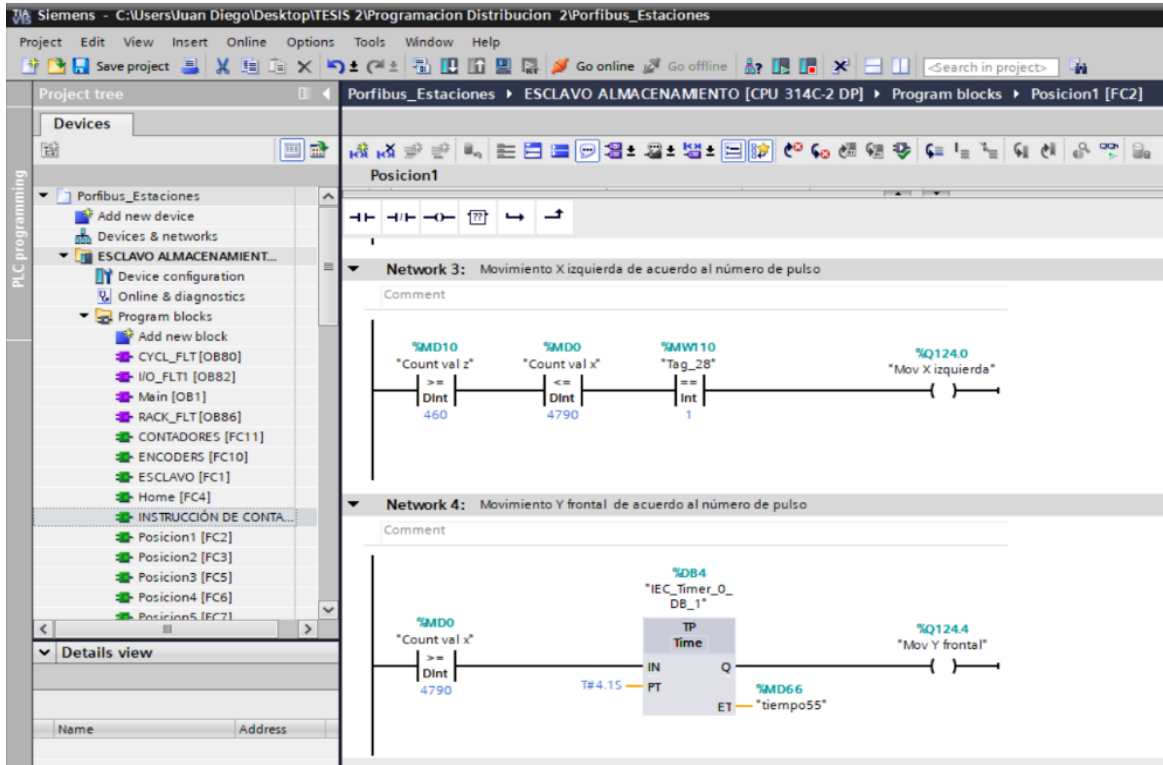 Siemens - C:\Users\Juan Diego\Desktop\TESIS 2\Programacion Distribucion 2\Porfibus_Estaciones
Project Edit View Insert Online Options Tools Window Help
Save project
Go online
Go offline
<Search in project>
Project tree
Porfibus_Estaciones ▸ ESCLAVO ALMACENAMIENTO [CPU 314C-2 DP] ▸ Program blocks ▸ Posicion1 [FC2]
Devices
PLC programming
Porfibus_Estaciones
Add new device
Devices & networks
ESCLAVO ALMACENAMIENT...
Device configuration
Online & diagnostics
Program blocks
Add new block
CYCL_FLT [OB80]
I/O_FLT1 [OB82]
Main [OB1]
RACK_FLT [OB86]
CONTADORES [FC11]
ENCODERS [FC10]
ESCLAVO [FC1]
Home [FC4]
INSTRUCCIÓN DE CONTA...
Posicion1 [FC2]
Posicion2 [FC3]
Posicion3 [FC5]
Posicion4 [FC6]
Posicion5 [FC7]
Details view
Name Address
Posicion1
??
Network 3: Movimiento X izquierda de acuerdo al número de pulso
Comment
%MD10
"Count val z"
>=
DInt
460
%MD0
"Count val x"
<=
DInt
4790
%MW110
"Tag_28"
==
Int
1
%Q124.0
"Mov X izquierda"
Network 4: Movimiento Y frontal de acuerdo al número de pulso
Comment
%MD0
"Count val x"
>=
DInt
4790
%DB4
"IEC_Timer_0_
DB_1"
TP
Time
IN Q
T#4.1S PT
ET
%MD66
"tiempo55"
%Q124.4
"Mov Y frontal"